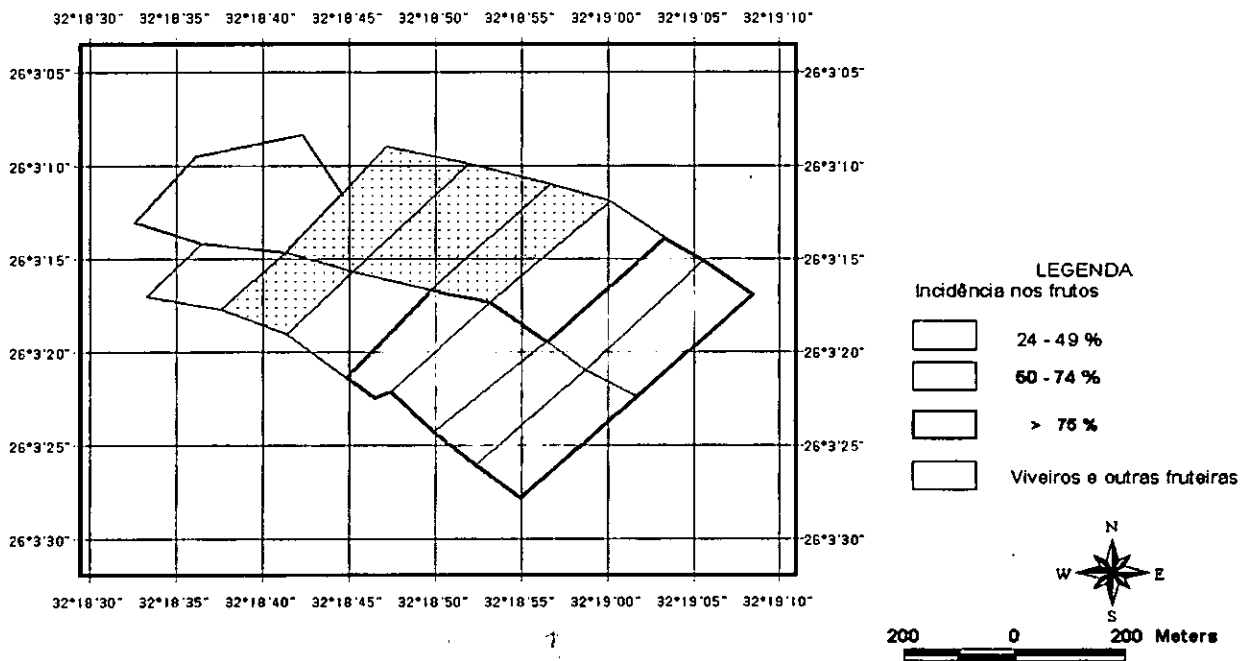 32°18'30" 32°18'35" 32°18'40" 32°18'45" 32°18'50" 32°18'55" 32°19'00" 32°19'05" 32°19'10"
26°3'05" 26°3'05"
26°3'10" 26°3'10"
26°3'15" 26°3'15"
26°3'20" 26°3'20"
26°3'25" 26°3'25"
26°3'30" 26°3'30"
32°18'30" 32°18'35" 32°18'40" 32°18'45" 32°18'50" 32°18'55" 32°19'00" 32°19'05" 32°19'10"
LEGENDA
Incidência nos frutos
24 - 49 %
50 - 74 %
> 75 %
Viveiros e outras fruteiras
N
W E
S
200 0 200 Meters